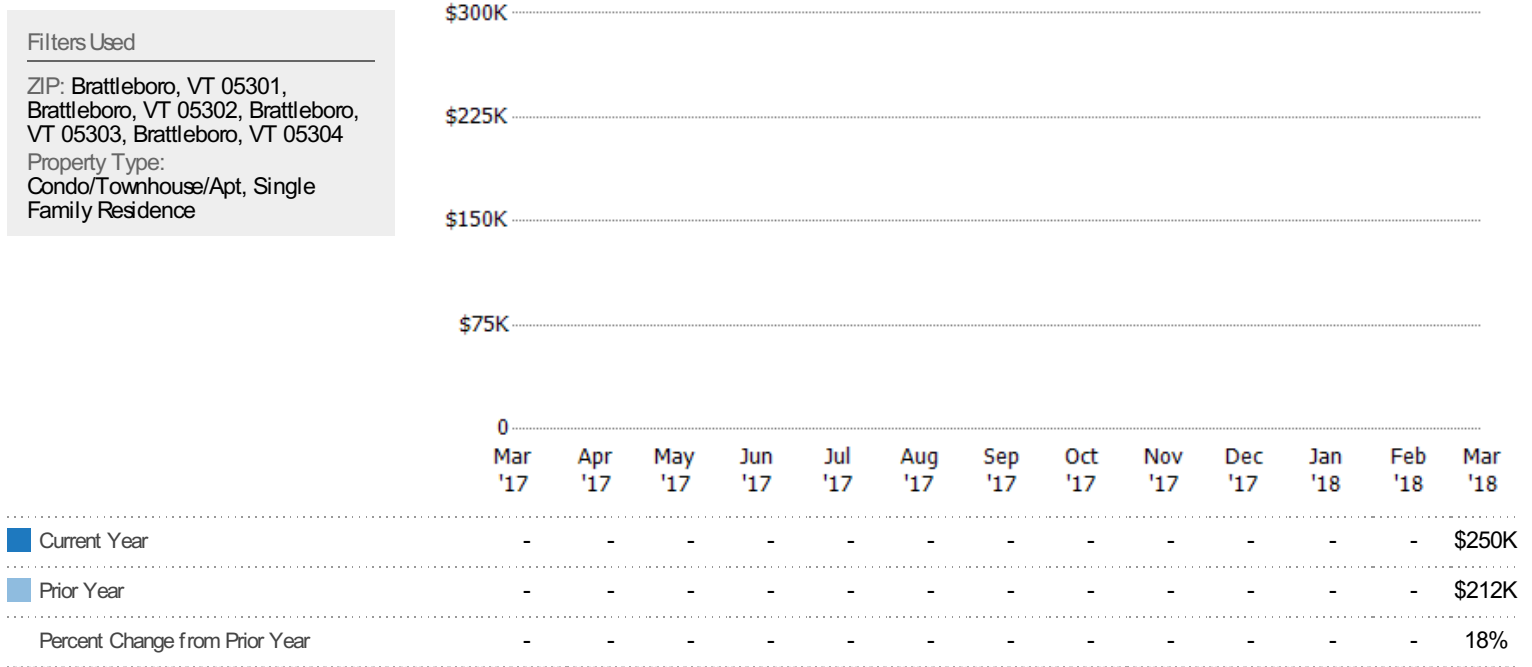 Filters Used
ZIP: Brattleboro, VT 05301,
Brattleboro, VT 05302, Brattleboro,
VT 05303, Brattleboro, VT 05304
Property Type:
Condo/Townhouse/Apt, Single
Family Residence
$300K
$225K
$150K
$75K
0
Mar Apr May Jun Jul Aug Sep Oct Nov Dec Jan Feb Mar
'17 '17 '17 '17 '17 '17 '17 '17 '17 '17 '18 '18 '18
Current Year - - - - - - - - - - - - $250K
Prior Year - - - - - - - - - - - - $212K
Percent Change from Prior Year - - - - - - - - - - - - 18%